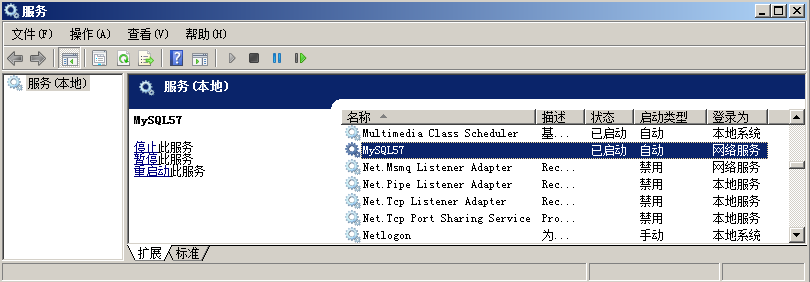 服务
文件(F) 操作(A) 查看(V) 帮助(H)
服务(本地)
服务(本地)
MySQL57
停止此服务
暂停此服务
重启动此服务
名称 描述 状态 启动类型 登录为
Multimedia Class Scheduler 基... 已启动 自动 本地系统
MySQL57 已启动 自动 网络服务
Net.Msmq Listener Adapter Rec... 禁用 网络服务
Net.Pipe Listener Adapter Rec... 禁用 本地服务
Net.Tcp Listener Adapter Rec... 禁用 本地服务
Net.Tcp Port Sharing Service Pro... 禁用 本地服务
Netlogon 为... 手动 本地系统
扩展 标准